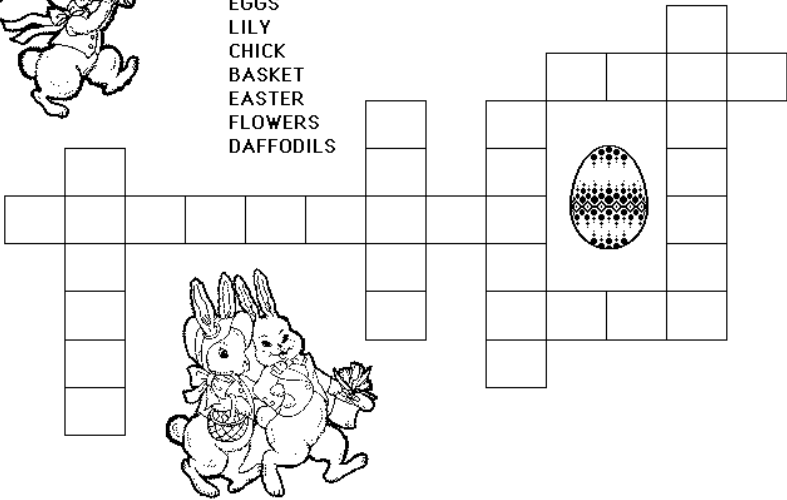 EGGS
LILY
CHICK
BASKET
EASTER
FLOWERS
DAFFODILS